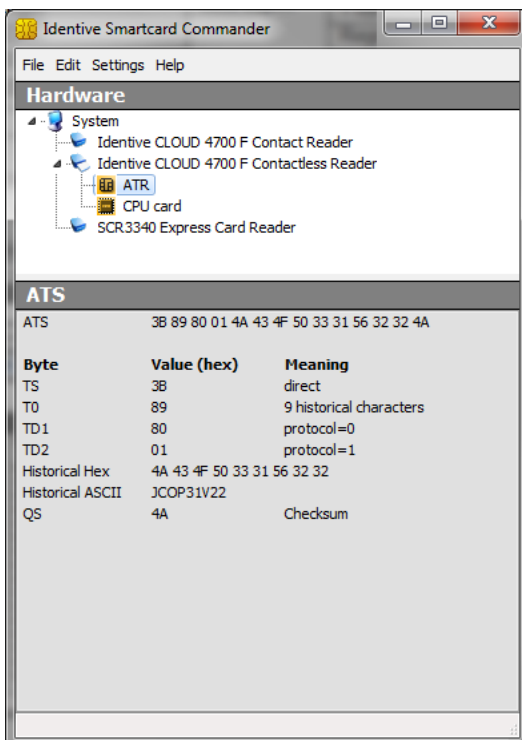 Identive Smartcard Commander
File Edit Settings Help
Hardware
System
Identive CLOUD 4700 F Contact Reader
Identive CLOUD 4700 F Contactless Reader
ATR
CPU card
SCR3340 Express Card Reader
ATS
ATS 3B 89 80 01 4A 43 4F 50 33 31 56 32 32 4A
Byte Value (hex) Meaning
TS 3B direct
T0 89 9 historical characters
TD1 80 protocol=0
TD2 01 protocol=1
Historical Hex 4A 43 4F 50 33 31 56 32 32
Historical ASCII JCOP31V22
QS 4A Checksum